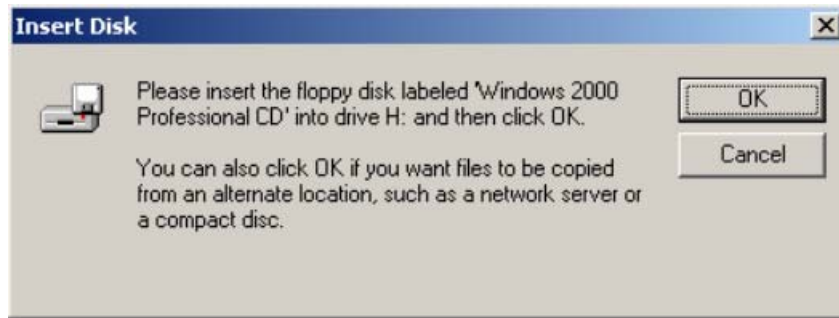 Insert Disk
Please insert the floppy disk labeled 'Windows 2000
Professional CD' into drive H: and then click OK.
You can also click OK if you want files to be copied
from an alternate location, such as a network server or
a compact disc.
OK
Cancel